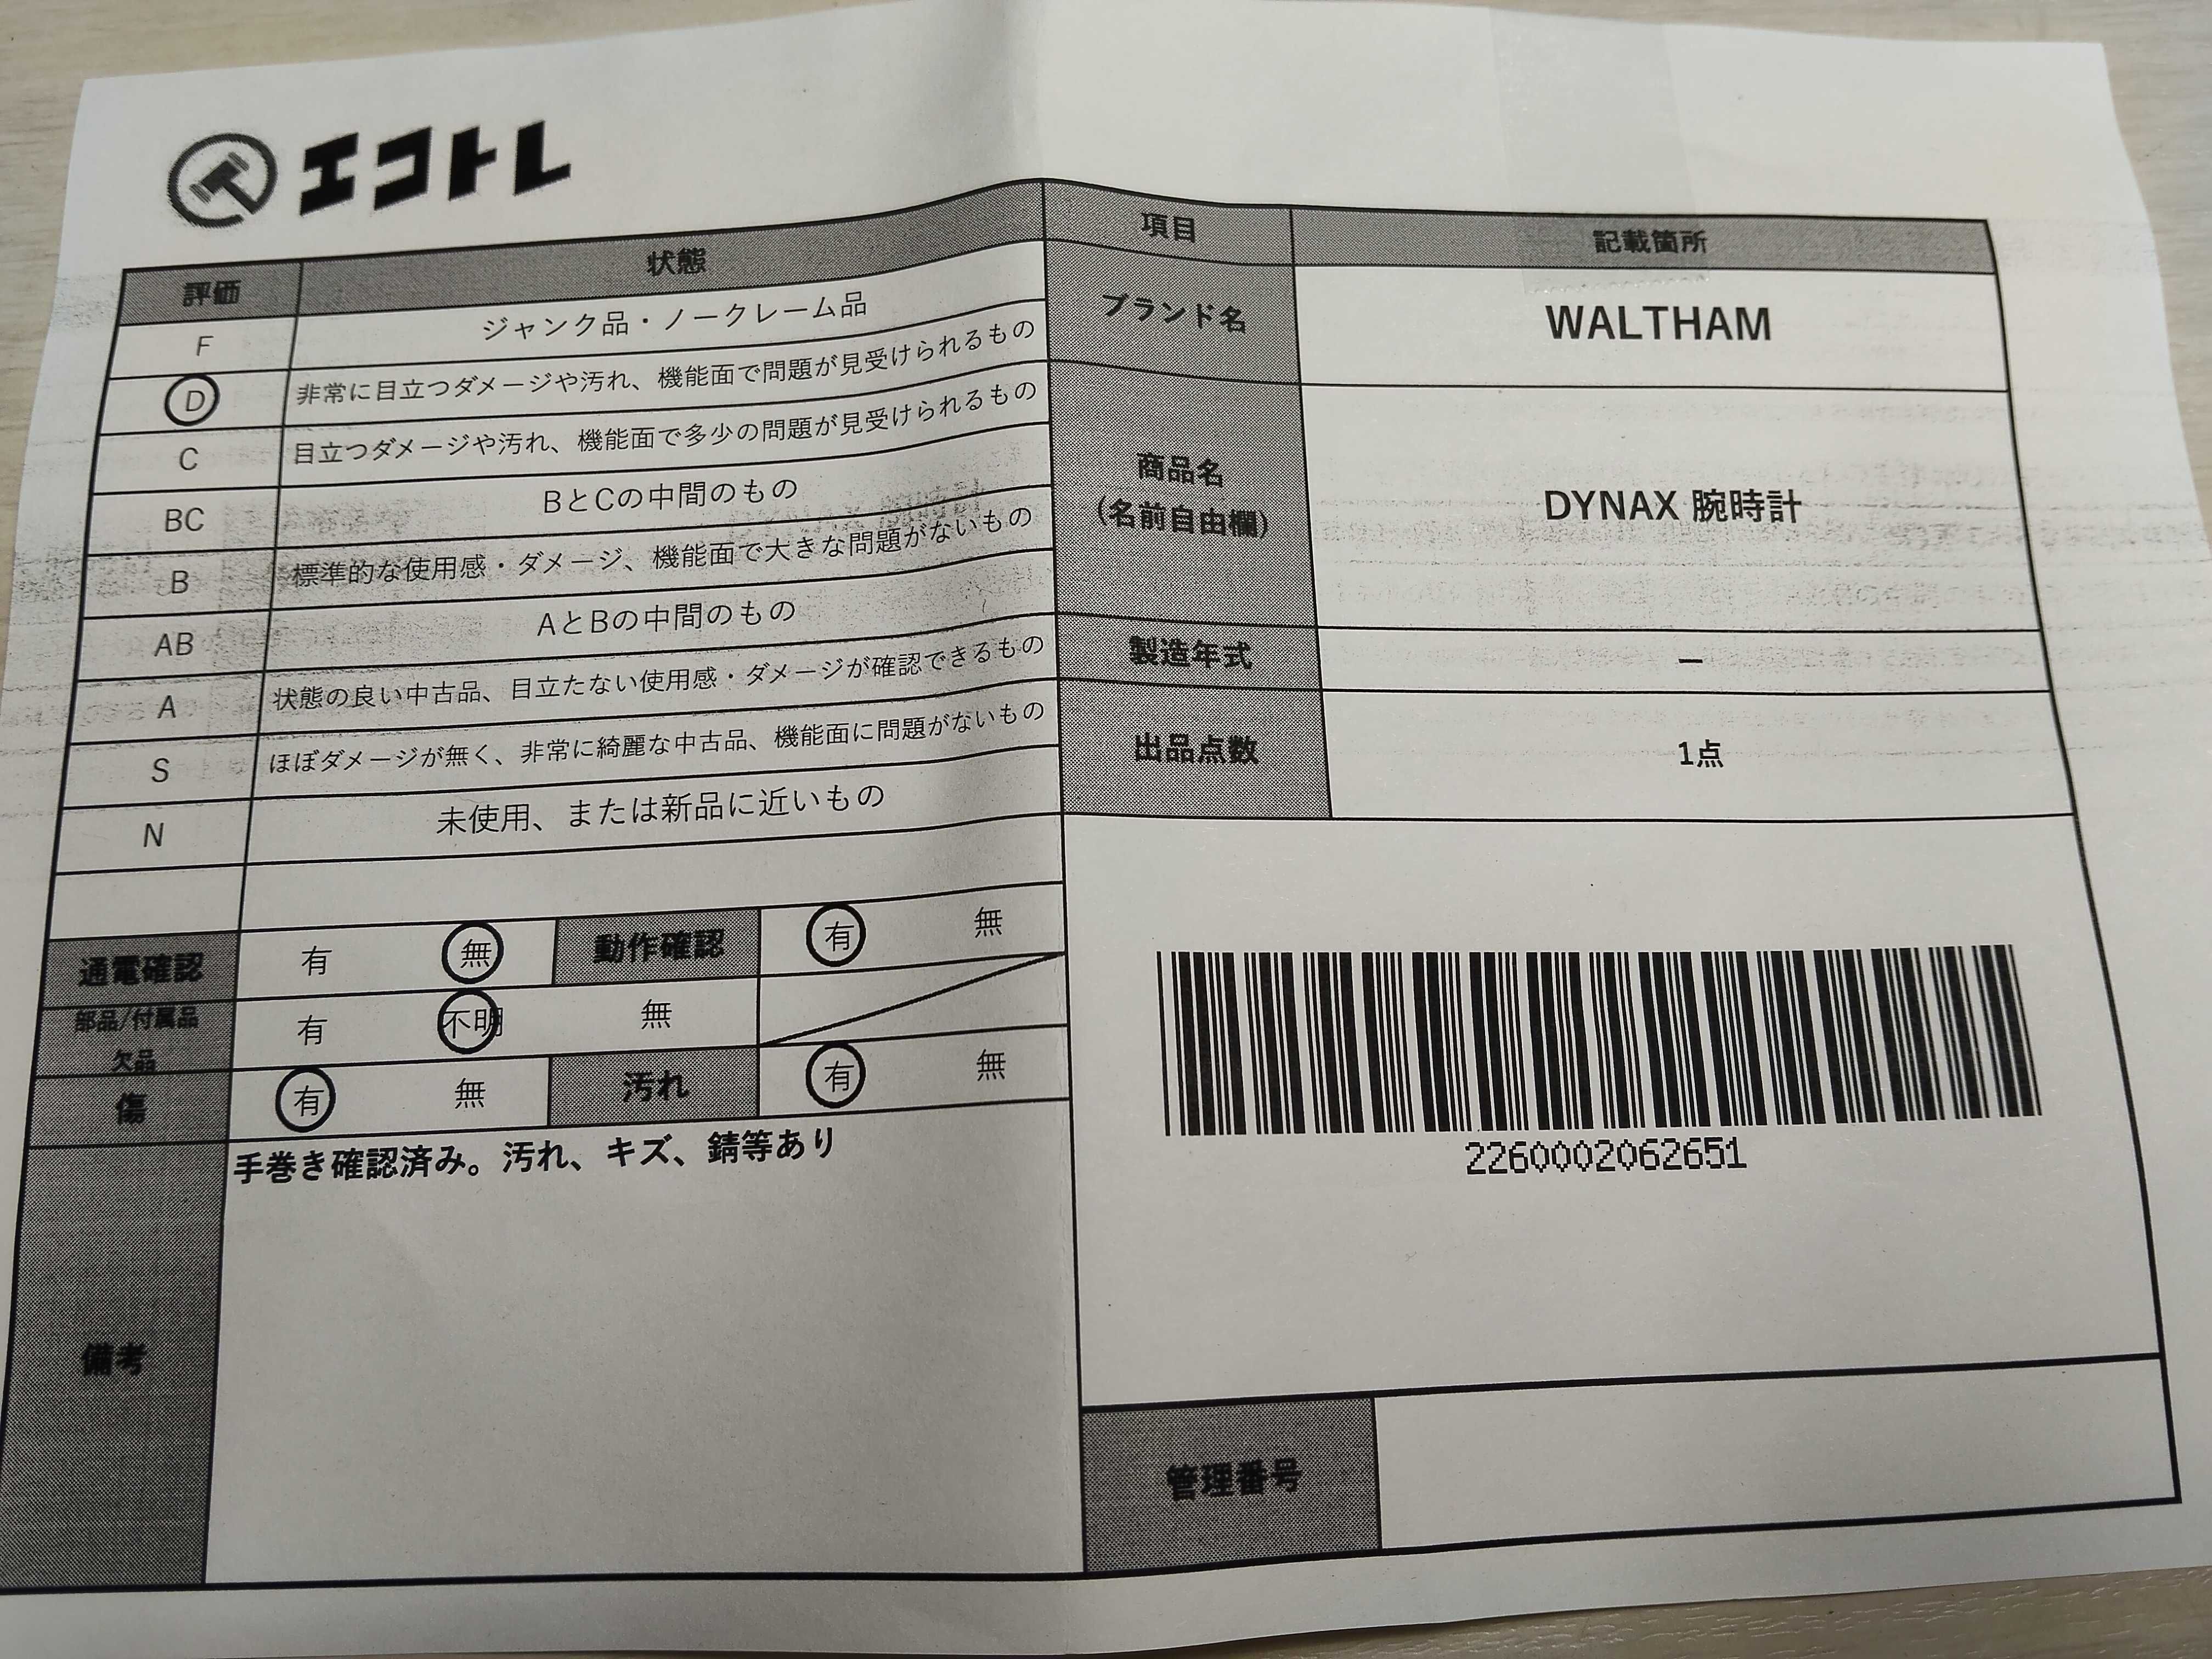 エコトレ
評価 状態
F ジャンク品・ノークレーム品
D 非常に目立つダメージや汚れ、機能面で問題が見受けられるもの
C 目立つダメージや汚れ、機能面で多少の問題が見受けられるもの
BC BとCの中間のもの
B 標準的な使用感・ダメージ、機能面で大きな問題がないもの
AB AとBの中間のもの
A 状態の良い中古品、目立たない使用感・ダメージが確認できるもの
S ほぼダメージが無く、非常に綺麗な中古品、機能面に問題がないもの
N 未使用、または新品に近いもの
通電確認 有 無 動作確認 有 無
部品/付属品
欠品 有 不明 無
傷 有 無 汚れ 有 無
備考
手巻き確認済み。汚れ、キズ、錆等あり
項目 記載箇所
ブランド名 WALTHAM
商品名
(名前自由欄)
DYNAX 腕時計
製造年式 ー
出品点数 1点
2260002062651
管理番号